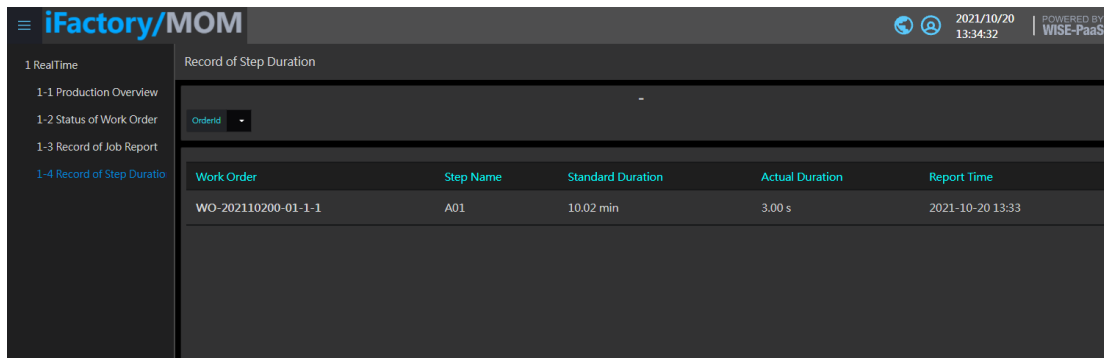 iFactory/MOM
2021/10/20
13:34:32
POWERED BY
WISE-PaaS
1 RealTime
1-1 Production Overview
1-2 Status of Work Order
1-3 Record of Job Report
1-4 Record of Step Duratio
Record of Step Duration
-
OrderId
Work Order Step Name Standard Duration Actual Duration Report Time
WO-202110200-01-1-1 A01 10.02 min 3.00 s 2021-10-20 13:33